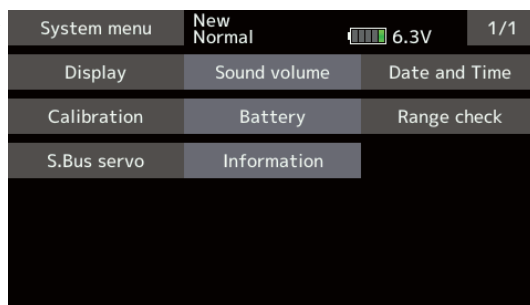 System menu
New
Normal
6.3V
1/1
Display
Sound volume
Date and Time
Calibration
Battery
Range check
S.Bus servo
Information